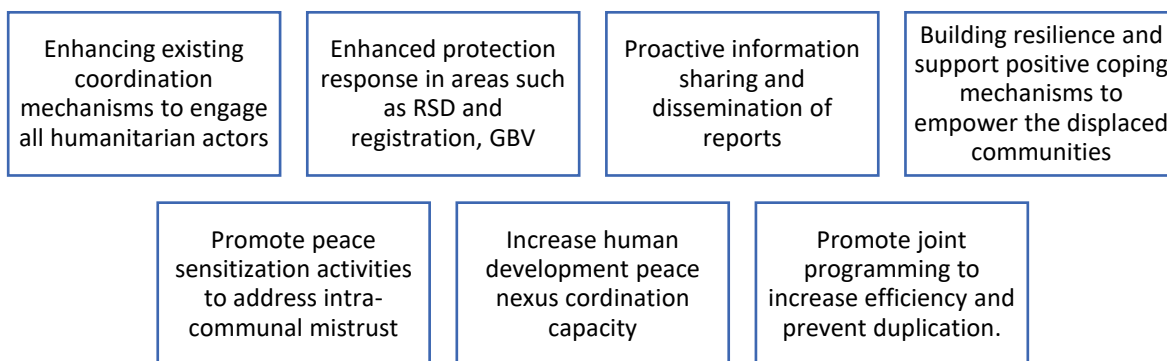 Enhancing existing
coordination
mechanisms to engage
all humanitarian actors
Enhanced protection
response in areas such
as RSD and
registration, GBV
Proactive information
sharing and
dissemination of
reports
Building resilience and
support positive coping
mechanisms to
empower the displaced
communities
Promote peace
sensitization activities
to address intra-
communal mistrust
Increase human
development peace
nexus cordination
capacity
Promote joint
programming to
increase efficiency and
prevent duplication.